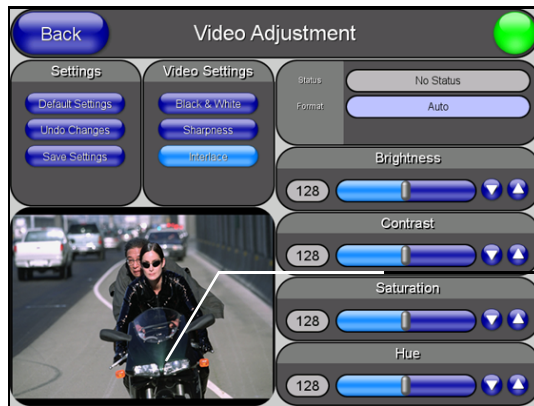 Back
Video Adjustment
Settings
Default Settings
Undo Changes
Save Settings
Video Settings
Black & White
Sharpness
Interlace
Status
No Status
Format
Auto
Brightness
128
Contrast
128
Saturation
128
Hue
128